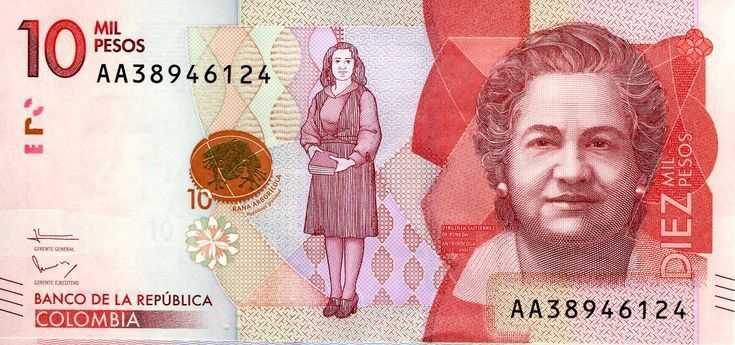 10 MIL
PESOS
AA38946124
10
RANA ARBORÍCOLA
VIRGINIA GUTIÉRREZ
DE PINEDA
ANTROPÓLOGA
DIEZ MIL
PESOS
GERENTE GENERAL
GERENTE EJECUTIVO
BANCO DE LA REPÚBLICA
COLOMBIA
AA38946124